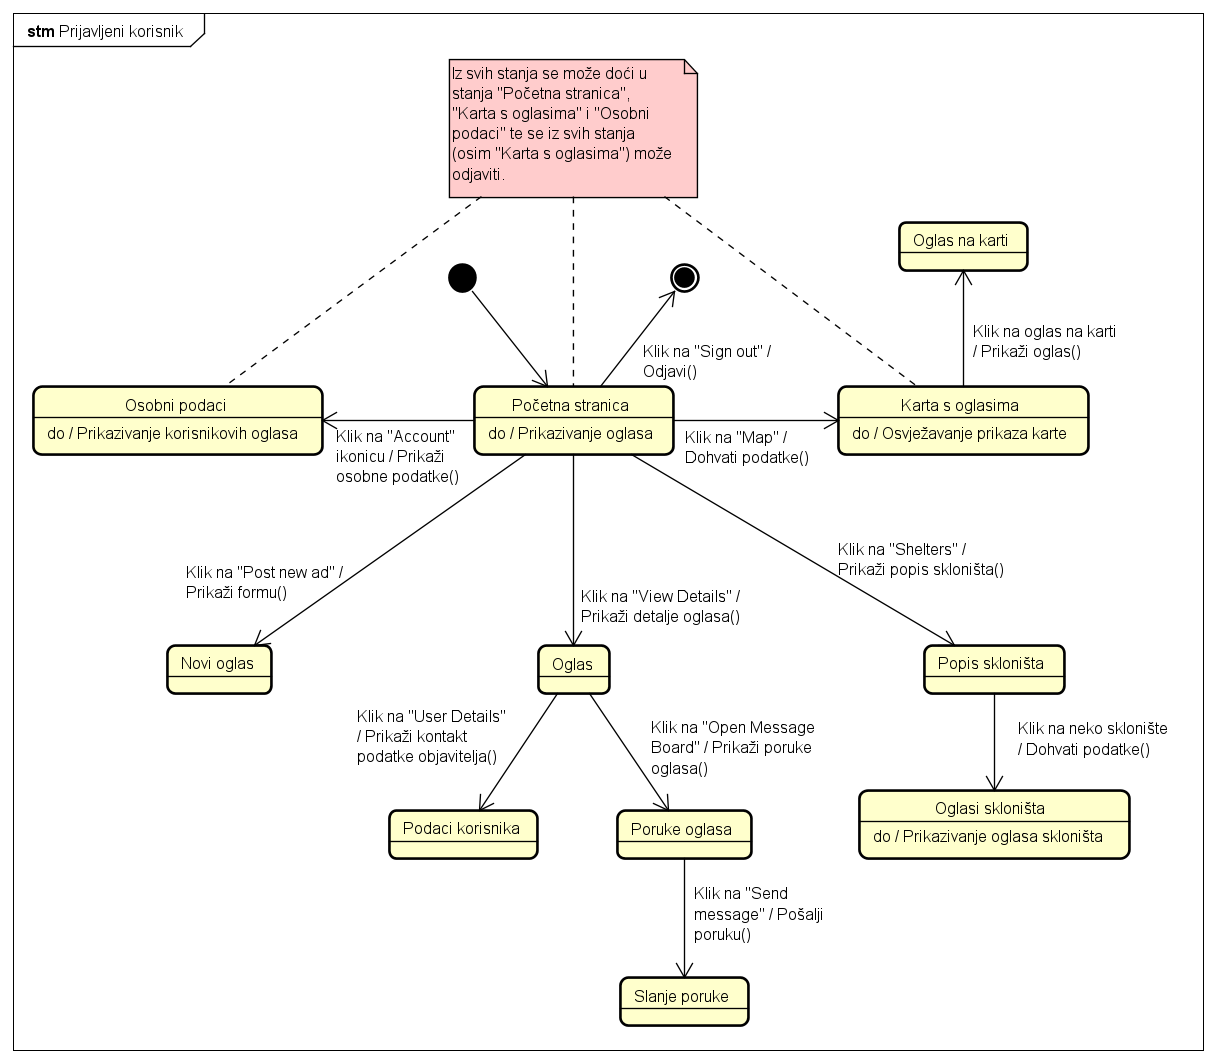 stm Prijavljeni korisnik
Iz svih stanja se može doći u
stanja "Početna stranica",
"Karta s oglasima" i "Osobni
podaci" te se iz svih stanja
(osim "Karta s oglasima") može
odjaviti.
Oglas na karti
Klik na oglas na karti
/ Prikaži oglas()
Klik na "Sign out" /
Odjavi()
Osobni podaci
do / Prikazivanje korisnikovih oglasa
Početna stranica
do / Prikazivanje oglasa
Karta s oglasima
do / Osvježavanje prikaza karte
Klik na "Account"
ikonicu / Prikaži
osobne podatke()
Klik na "Map" /
Dohvati podatke()
Klik na "Post new ad" /
Prikaži formu()
Klik na "View Details" /
Prikaži detalje oglasa()
Klik na "Shelters" /
Prikaži popis skloništa()
Novi oglas
Oglas
Popis skloništa
Klik na "User Details"
/ Prikaži kontakt
podatke objavitelja()
Klik na "Open Message
Board" / Prikaži poruke
oglasa()
Klik na neko sklonište
/ Dohvati podatke()
Podaci korisnika
Poruke oglasa
Oglasi skloništa
do / Prikazivanje oglasa skloništa
Klik na "Send
message" / Pošalji
poruku()
Slanje poruke